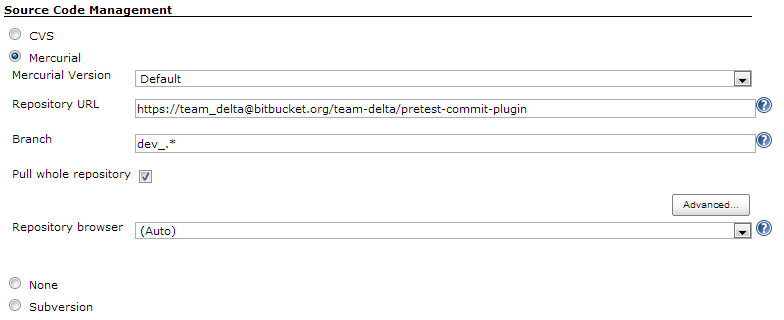 Source Code Management
CVS
Mercurial
Mercurial Version Default
Repository URL https://team_delta@bitbucket.org/team-delta/pretest-commit-plugin ?
Branch dev_.* ?
Pull whole repository
Advanced...
Repository browser (Auto) ?
None
Subversion